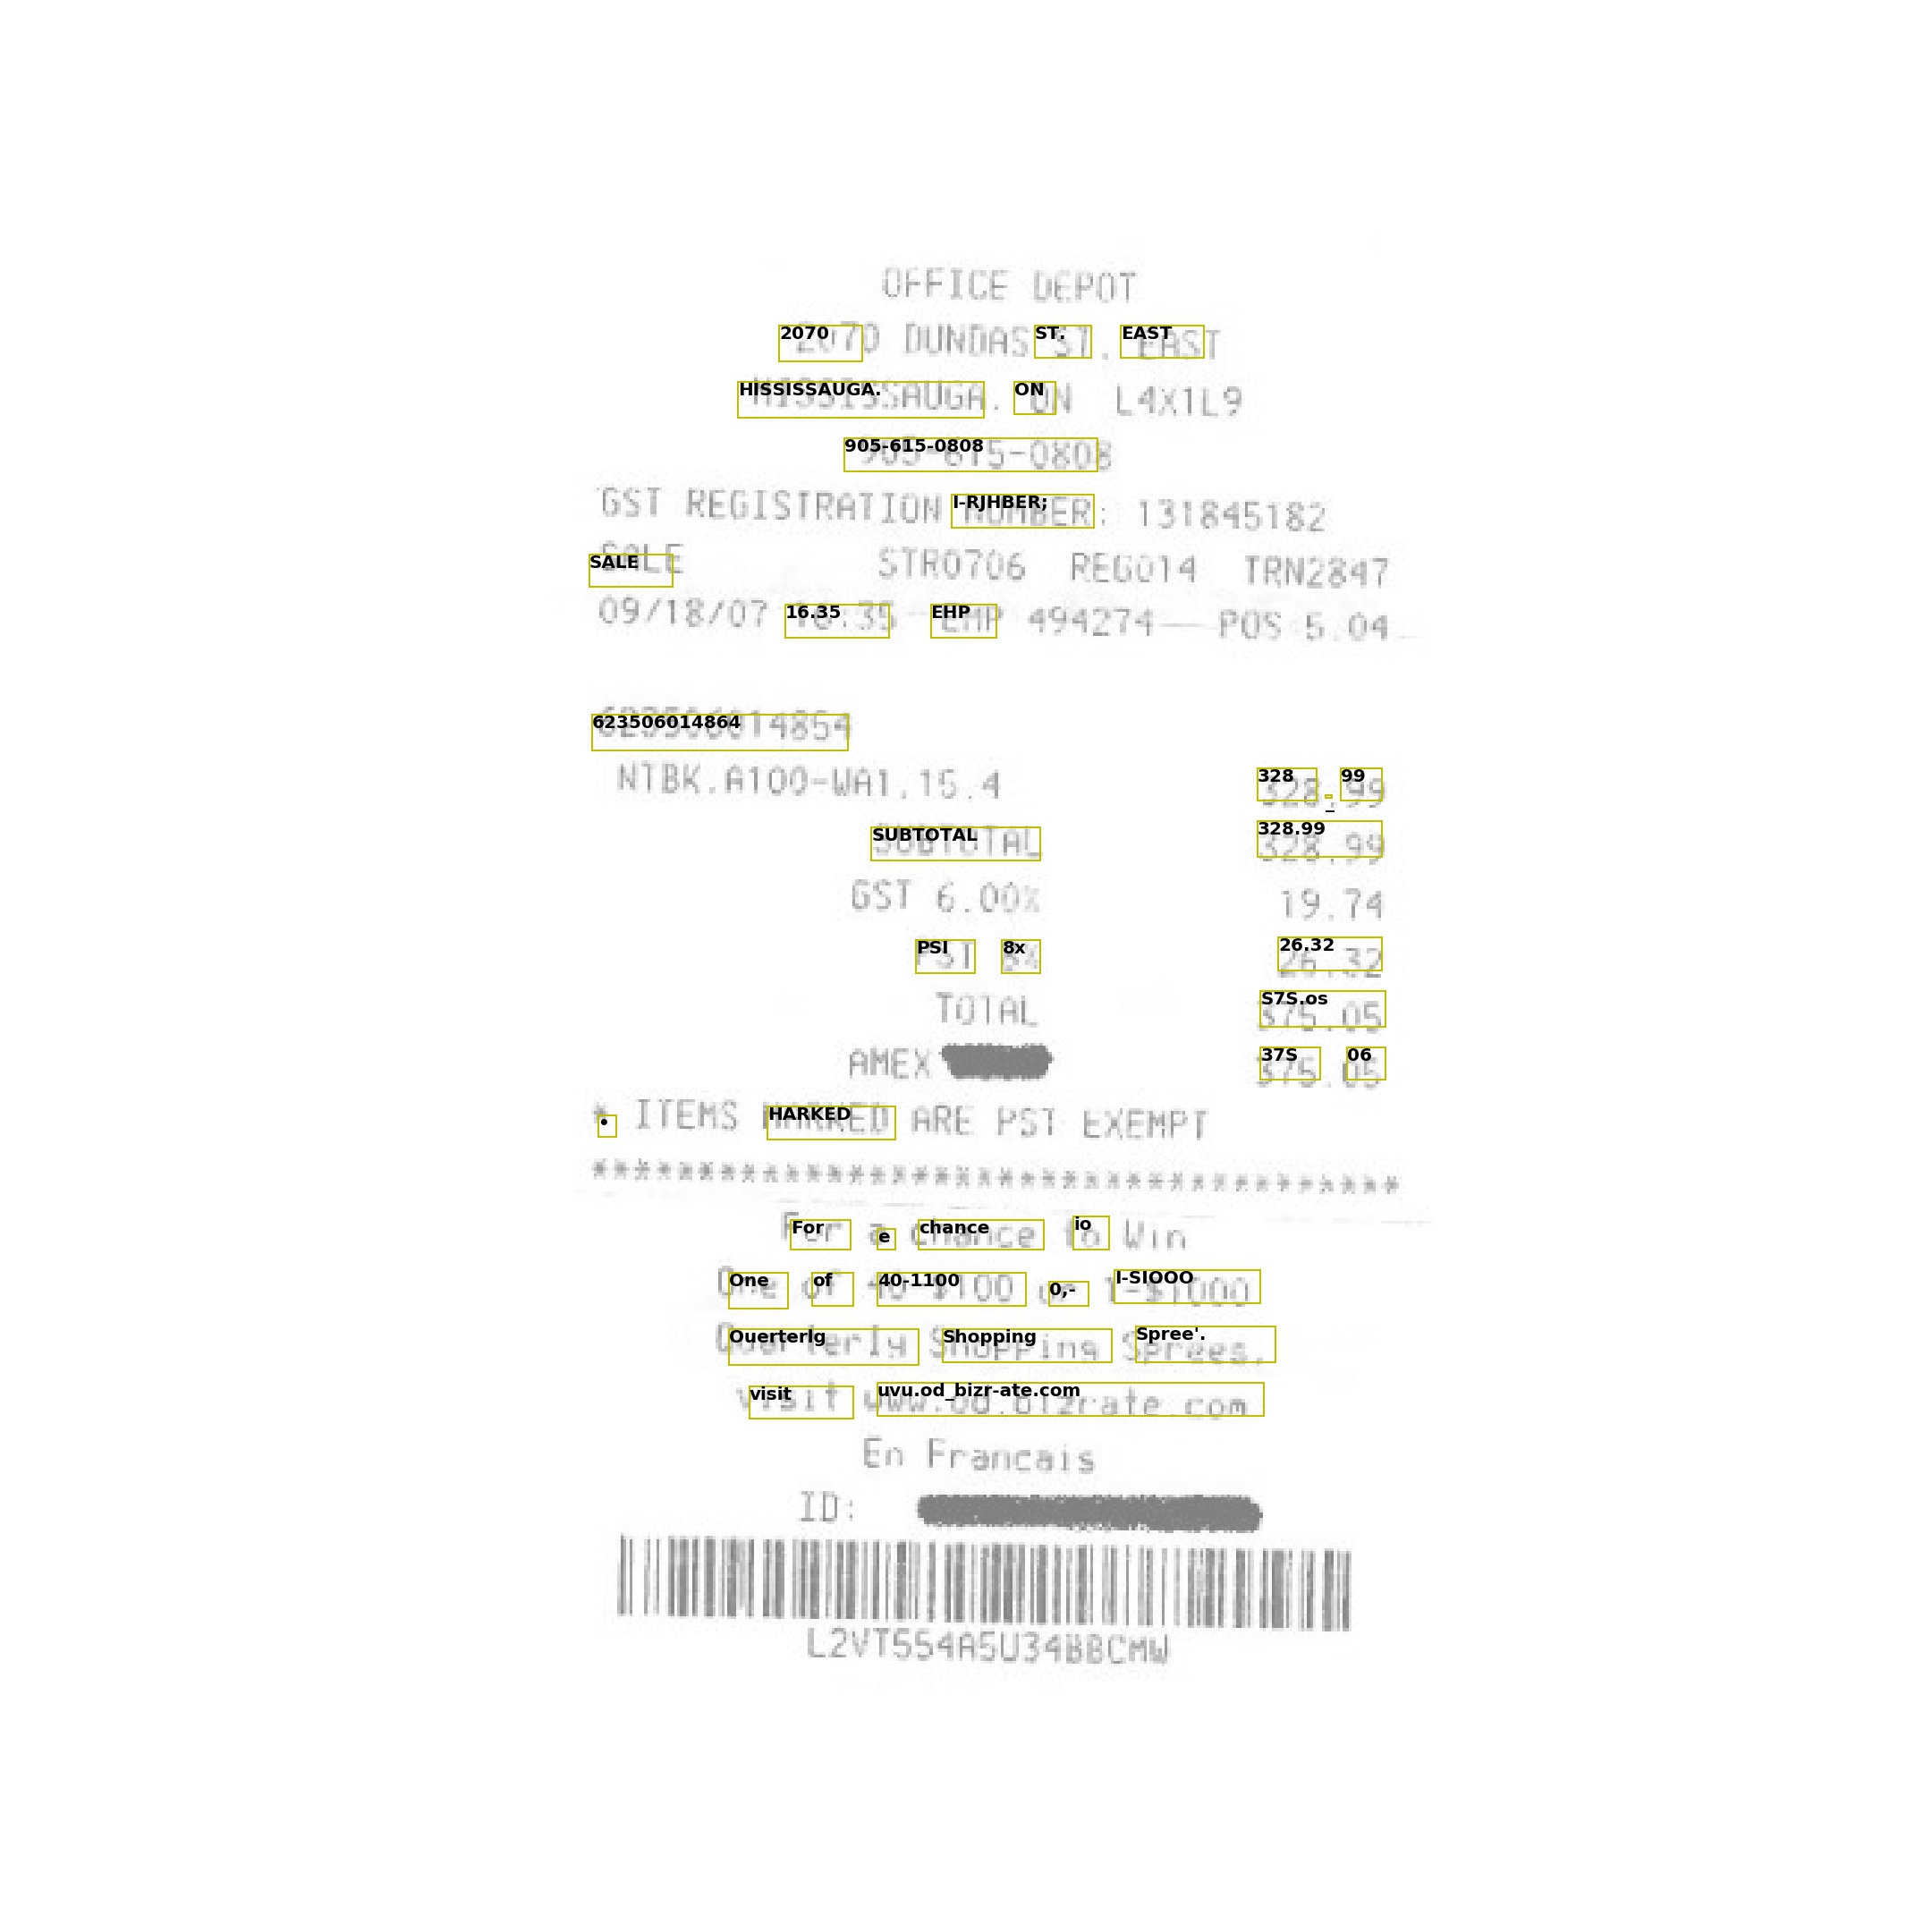 OFFICE DEPOT
2070 DUNDAS ST. EAST
MISSISSAUGA. ON L4X1L9
905-615-0808
GST REGISTRATION NUMBER: 131845182
SALE STR0706 REG014 TRN2847
09/18/07 16:35 EMP 494274 POS 5.04
623506014854
NTBK.A100-WA1.15.4 328.99
SUBTOTAL 328.99
GST 6.00% 19.74
PST 8% 26.32
TOTAL 375.05
AMEX 375.05
* ITEMS MARKED ARE PST EXEMPT
**************************************
For a chance to Win
One of 40-$100 or 1-$1000
Quarterly Shopping Sprees,
visit www.od.bizrate.com
En Francais
ID:
L2VT554A5U34BBCMW